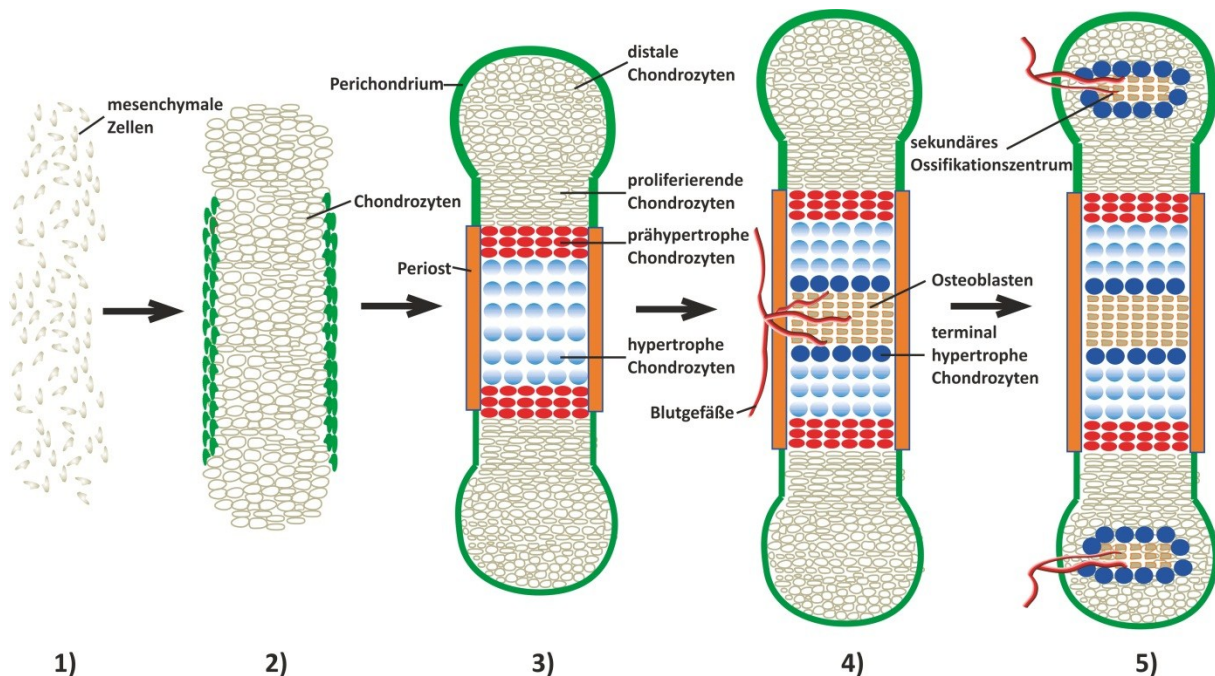 mesenchymale
Zellen
Chondrozyten
Perichondrium
distale
Chondrozyten
proliferierende
Chondrozyten
prähypertrophe
Chondrozyten
Periost
hypertrophe
Chondrozyten
Blutgefäße
Osteoblasten
terminal
hypertrophe
Chondrozyten
sekundäres
Ossifikationszentrum
1)
2)
3)
4)
5)